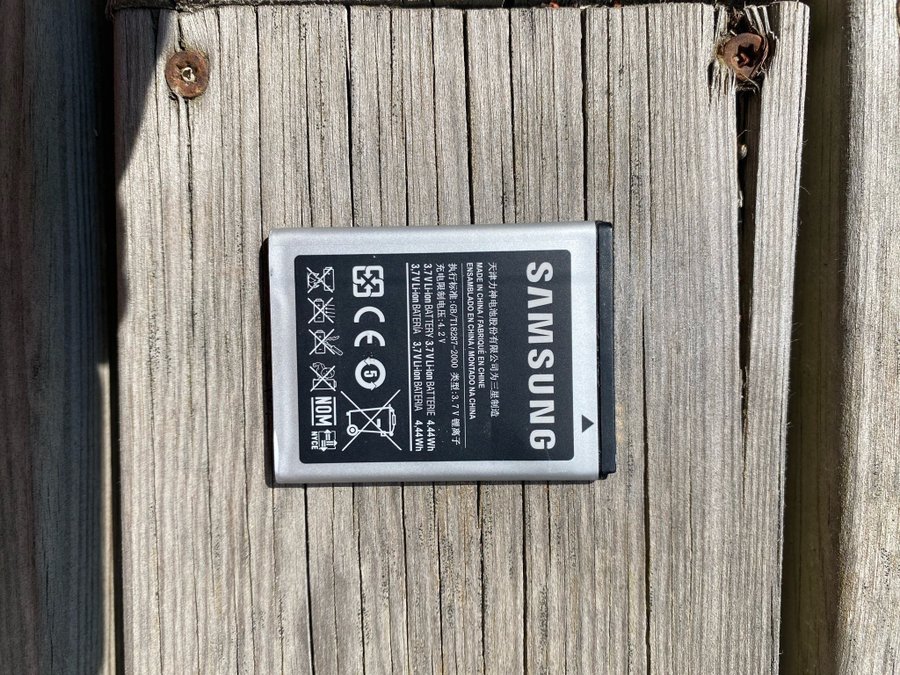 SAMSUNG
天津力神电池股份有限公司为三星制造
MADE IN CHINA / FABRIQUÉ EN CHINE
ENSAMBLADO EN CHINA / MONTADO NA CHINA
执行标准:GB/T18287-2000 类型:3.7V 锂离子
充电限制电压:4.2V
3.7V Li-ion BATTERY 3.7V Li-ion BATTERIE 4.44Wh
3.7V Li-ion BATERÍA 3.7V Li-ion BATERIA 4.44Wh
CE 5
NOM
NYCE